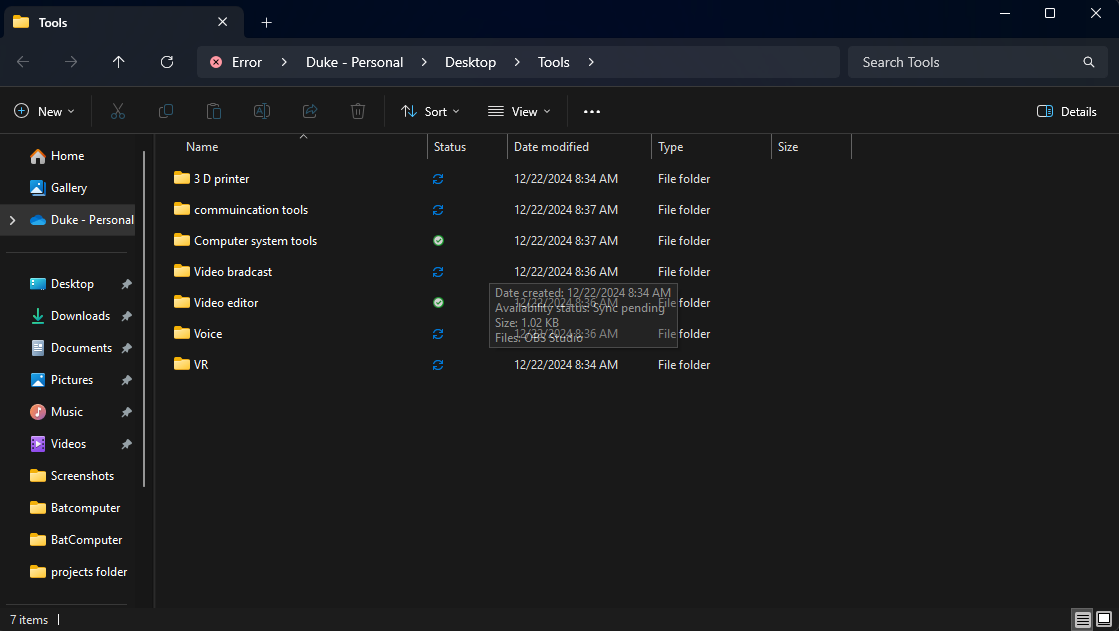 Tools
Error > Duke - Personal > Desktop > Tools >
Search Tools
New
Sort
View
Details
Home
Gallery
Duke - Personal
Desktop
Downloads
Documents
Pictures
Music
Videos
Screenshots
Batcomputer
BatComputer
projects folder
Name Status Date modified Type Size
3 D printer 12/22/2024 8:34 AM File folder
commuincation tools 12/22/2024 8:37 AM File folder
Computer system tools 12/22/2024 8:37 AM File folder
Video bradcast 12/22/2024 8:36 AM File folder
Video editor 12/22/2024 8:36 AM File folder
Voice 12/22/2024 8:36 AM File folder
VR 12/22/2024 8:34 AM File folder
Date created: 12/22/2024 8:34 AM
Availability status: Sync pending
Size: 1.02 KB
Files: OBS Studio
7 items